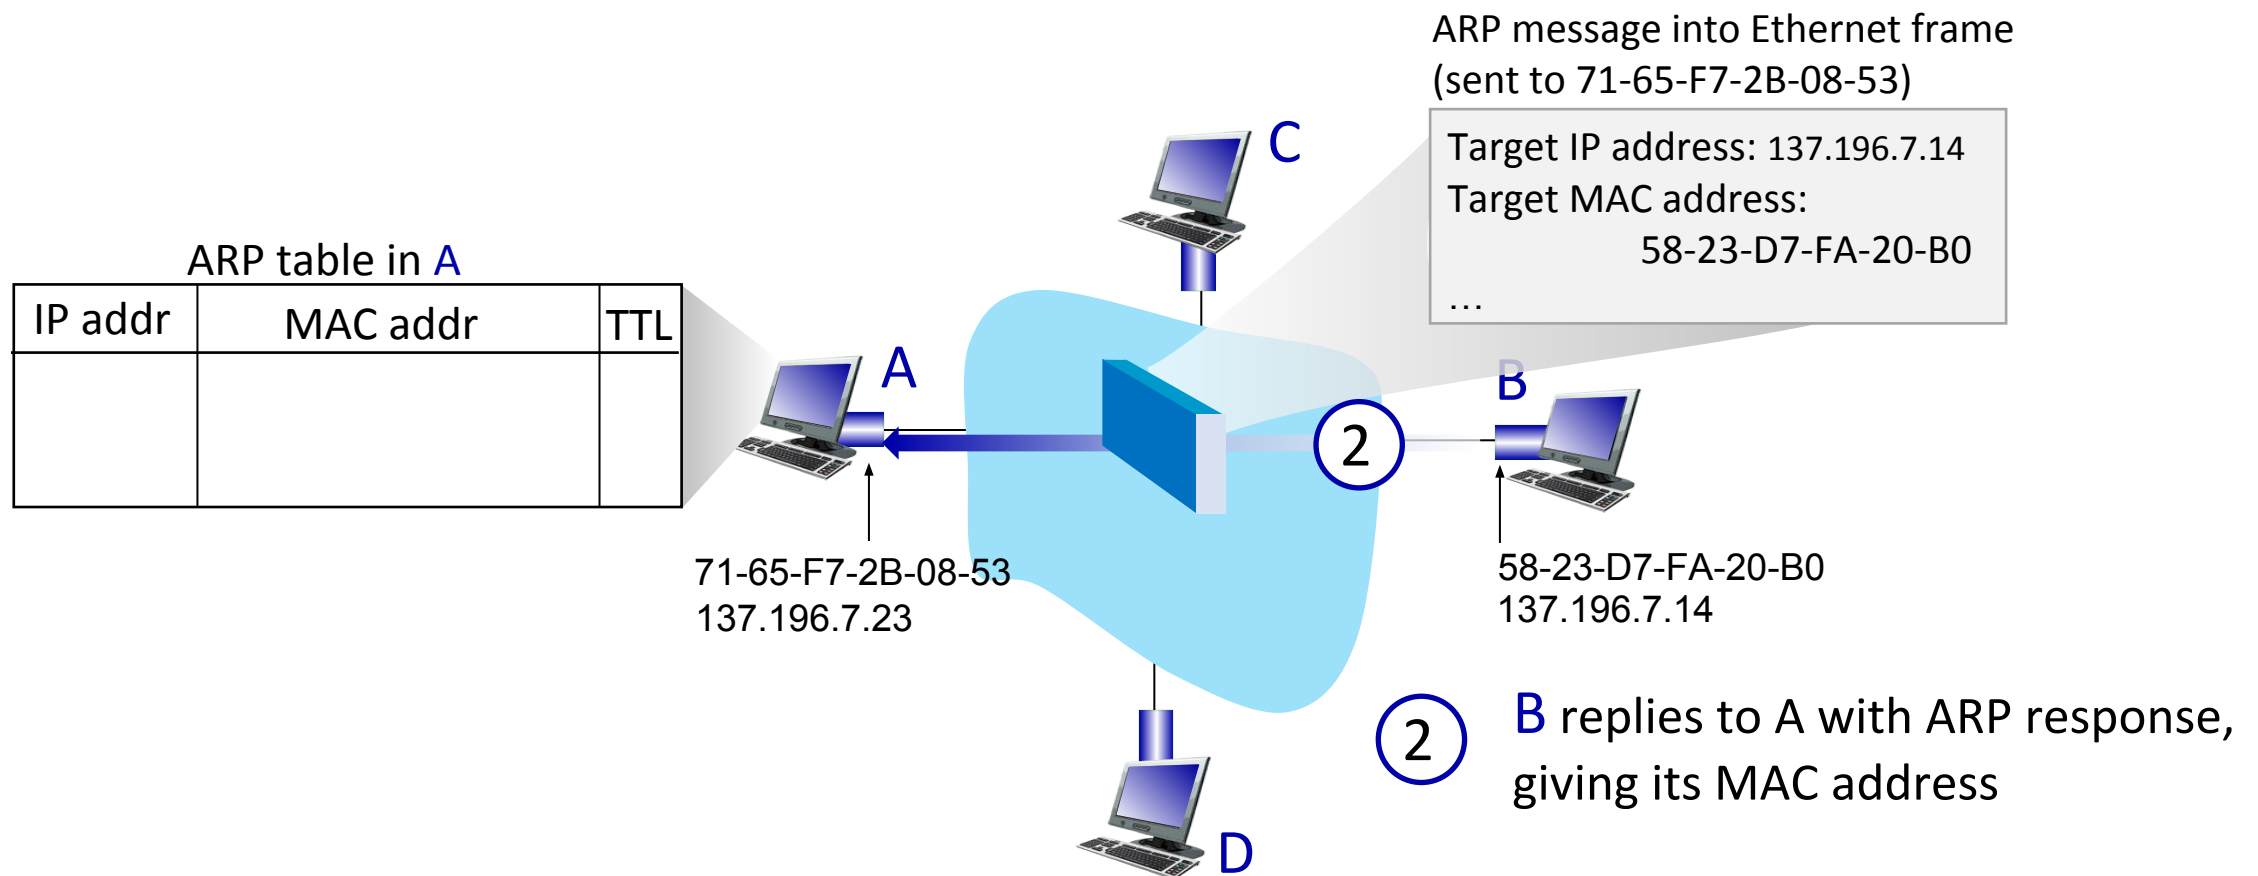 ARP message into Ethernet frame
(sent to 71-65-F7-2B-08-53)
Target IP address: 137.196.7.14
Target MAC address:
58-23-D7-FA-20-B0
…
C
ARP table in A
IP addr MAC addr TTL
A
B
2
71-65-F7-2B-08-53
137.196.7.23
58-23-D7-FA-20-B0
137.196.7.14
2 B replies to A with ARP response,
giving its MAC address
D